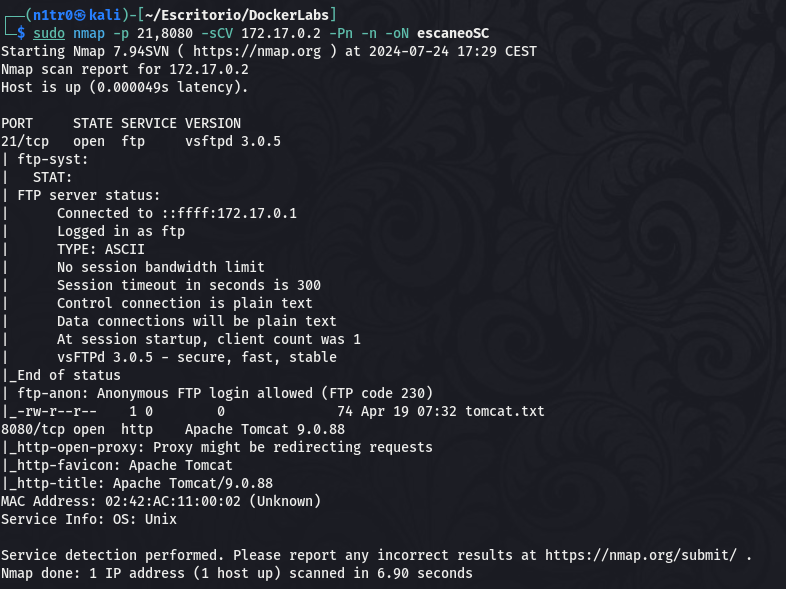 (n1tr0㉿kali)-[~/Escritorio/DockerLabs]
$ sudo nmap -p 21,8080 -sCV 172.17.0.2 -Pn -n -oN escaneoSC
Starting Nmap 7.94SVN ( https://nmap.org ) at 2024-07-24 17:29 CEST
Nmap scan report for 172.17.0.2
Host is up (0.000049s latency).
PORT     STATE SERVICE VERSION
21/tcp   open  ftp     vsftpd 3.0.5
| ftp-syst:
|   STAT:
| FTP server status:
|      Connected to ::ffff:172.17.0.1
|      Logged in as ftp
|      TYPE: ASCII
|      No session bandwidth limit
|      Session timeout in seconds is 300
|      Control connection is plain text
|      Data connections will be plain text
|      At session startup, client count was 1
|      vsFTPd 3.0.5 - secure, fast, stable
|_End of status
| ftp-anon: Anonymous FTP login allowed (FTP code 230)
|_-rw-r--r--    1 0        0              74 Apr 19 07:32 tomcat.txt
8080/tcp open  http    Apache Tomcat 9.0.88
|_http-open-proxy: Proxy might be redirecting requests
|_http-favicon: Apache Tomcat
|_http-title: Apache Tomcat/9.0.88
MAC Address: 02:42:AC:11:00:02 (Unknown)
Service Info: OS: Unix
Service detection performed. Please report any incorrect results at https://nmap.org/submit/ .
Nmap done: 1 IP address (1 host up) scanned in 6.90 seconds